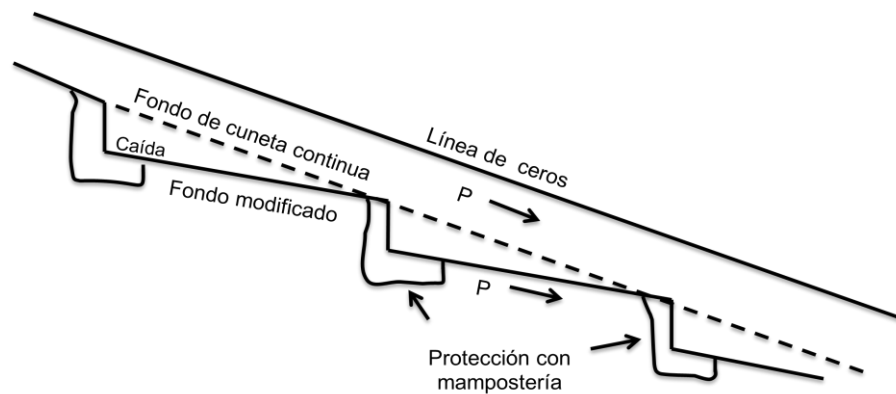 Línea de ceros
Fondo de cuneta continua
Caída
P
Fondo modificado
P
Protección con
mampostería